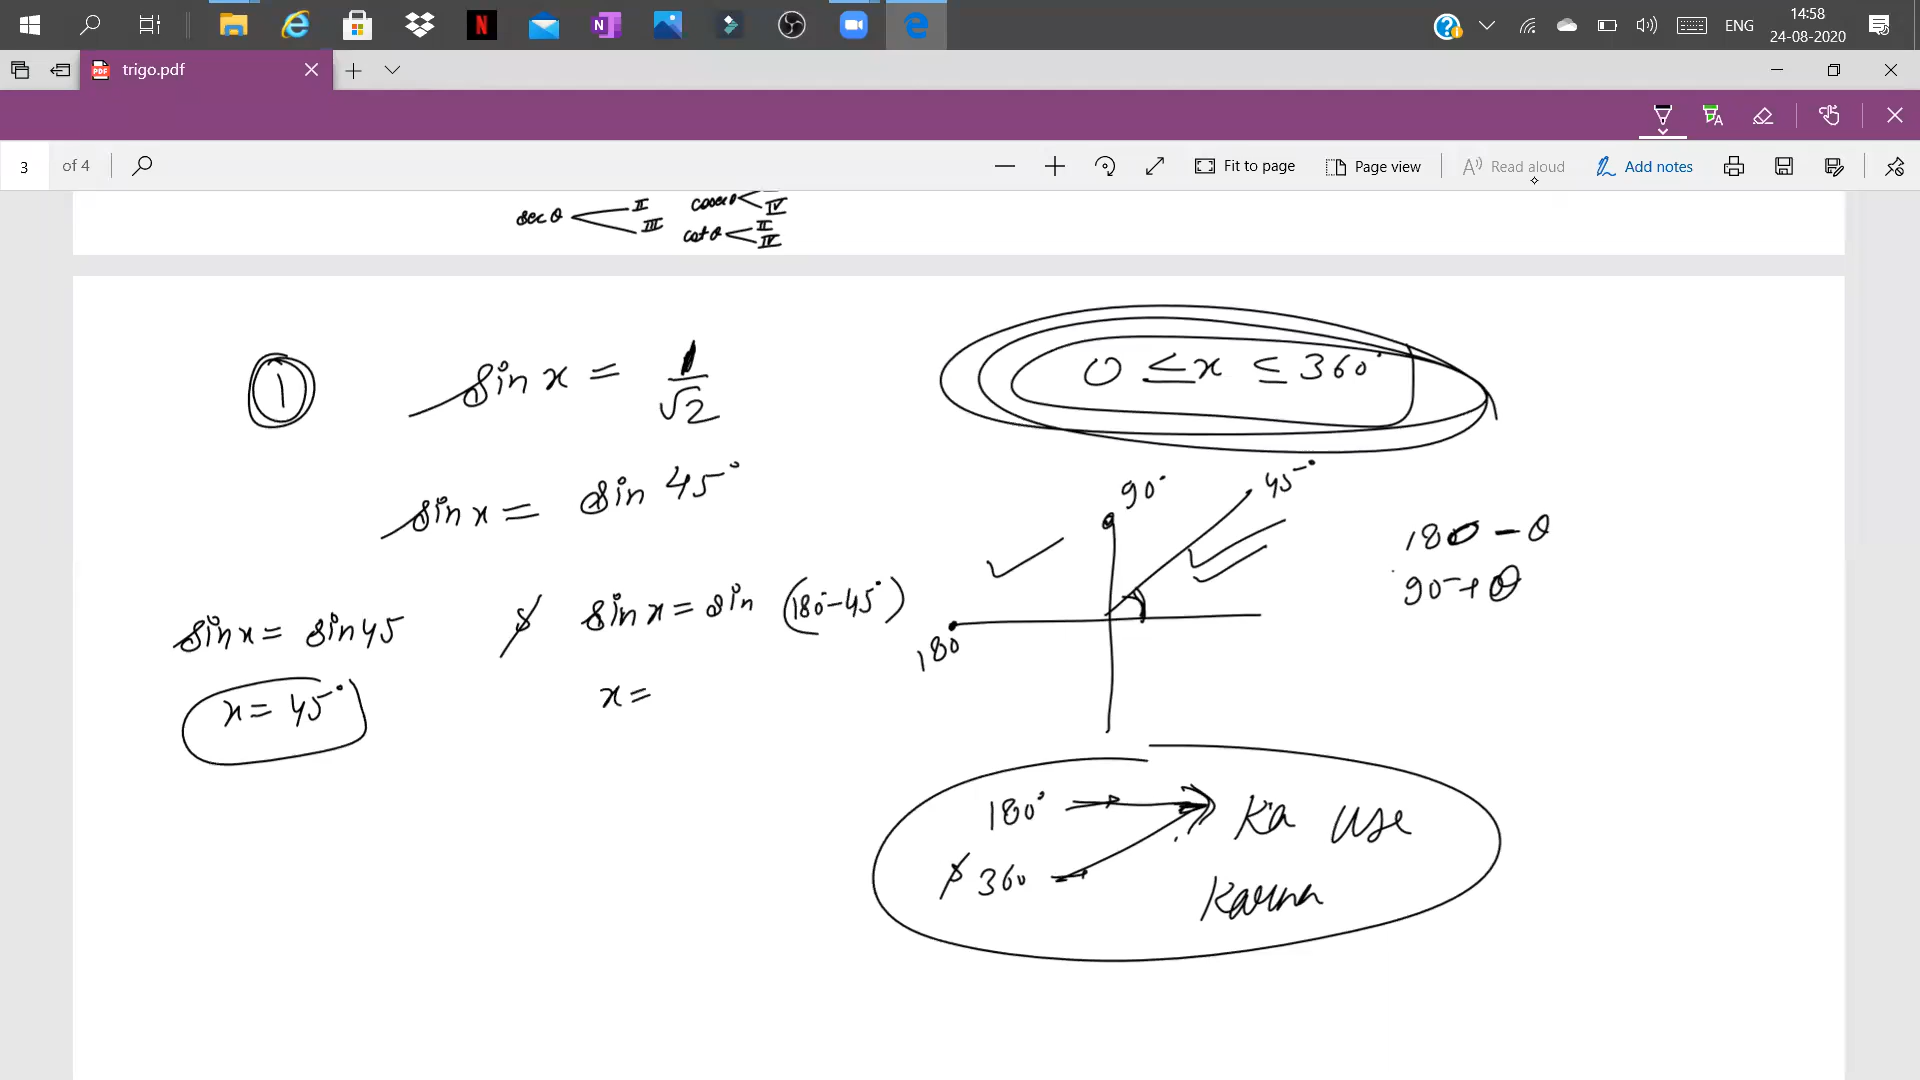 14:58
ENG
24-08-2020
trigo.pdf
3 of 4
Fit to page
Page view
Read aloud
Add notes
sec θ II III
cosec θ IV
cot θ II IV
1
sin x = 1/√2
0 ≤ x ≤ 360°
sin x = sin 45°
90°
45°
180 - θ
90 + θ
sin x = sin 45
& sin x = sin (180 - 45°)
180
x = 45°
x =
180° → Ka use
& 360 → Karna